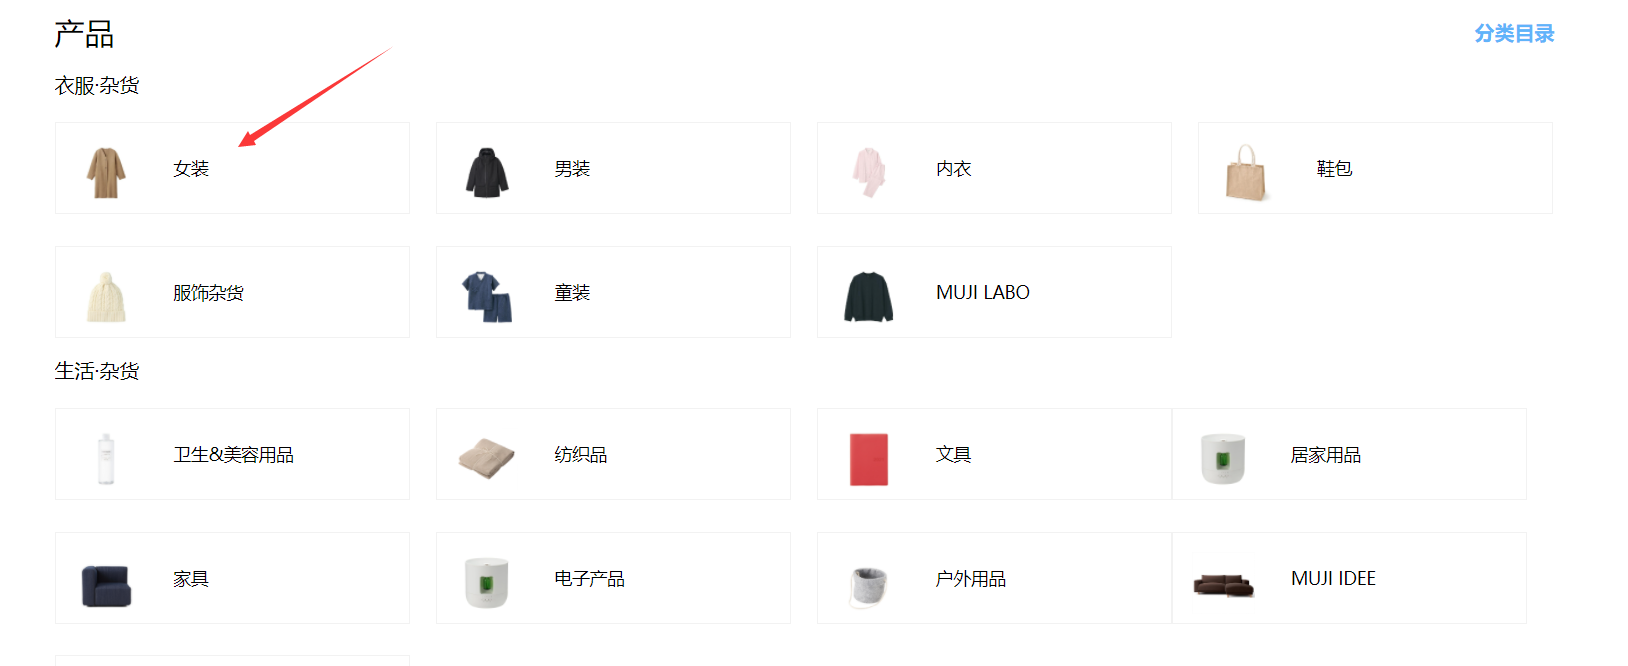 产品
分类目录
衣服·杂货
女装
男装
内衣
鞋包
服饰杂货
童装
MUJI LABO
生活·杂货
卫生&美容用品
纺织品
文具
居家用品
家具
电子产品
户外用品
MUJI IDEE